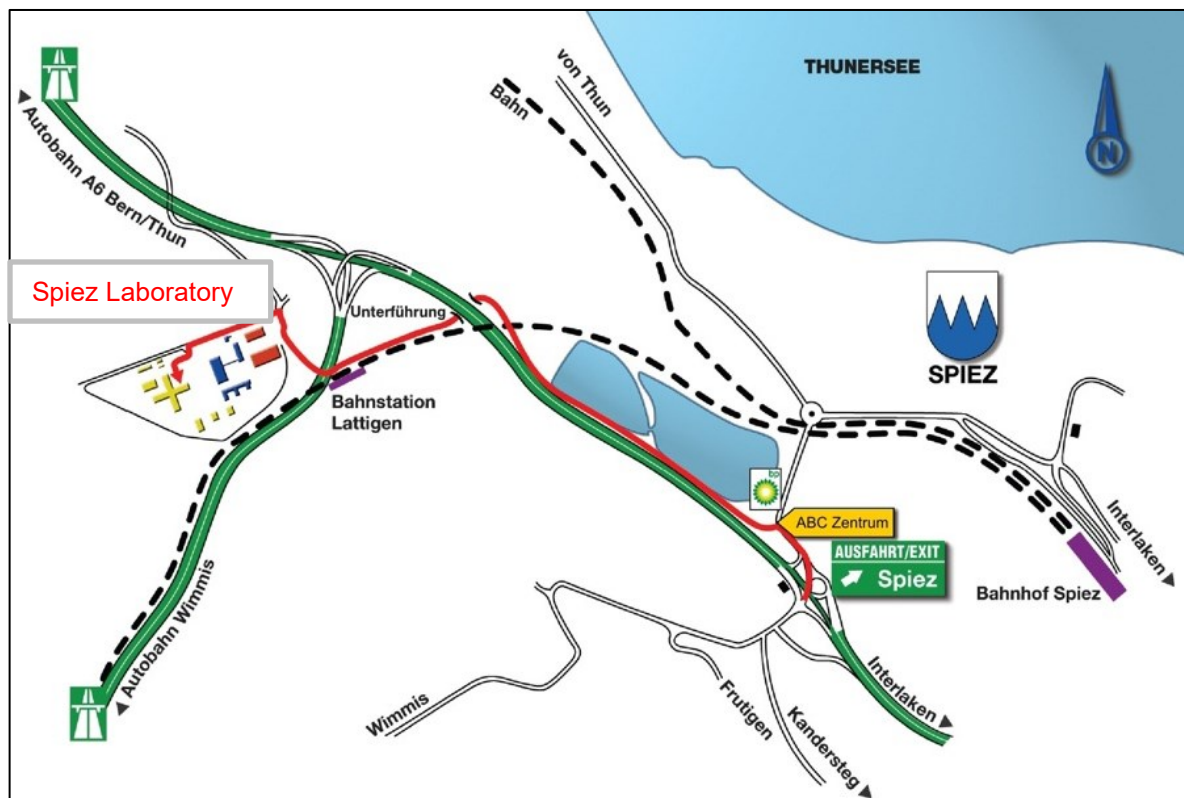 THUNERSEE
von Thun
Bahn
N
Autobahn A6 Bern/Thun
Spiez Laboratory
Unterführung
SPIEZ
Bahnstation
Lattigen
bp
ABC Zentrum
AUSFAHRT/EXIT
Spiez
Interlaken
Bahnhof Spiez
Autobahn Wimmis
Wimmis
Frutigen
Kandersteg
Interlaken